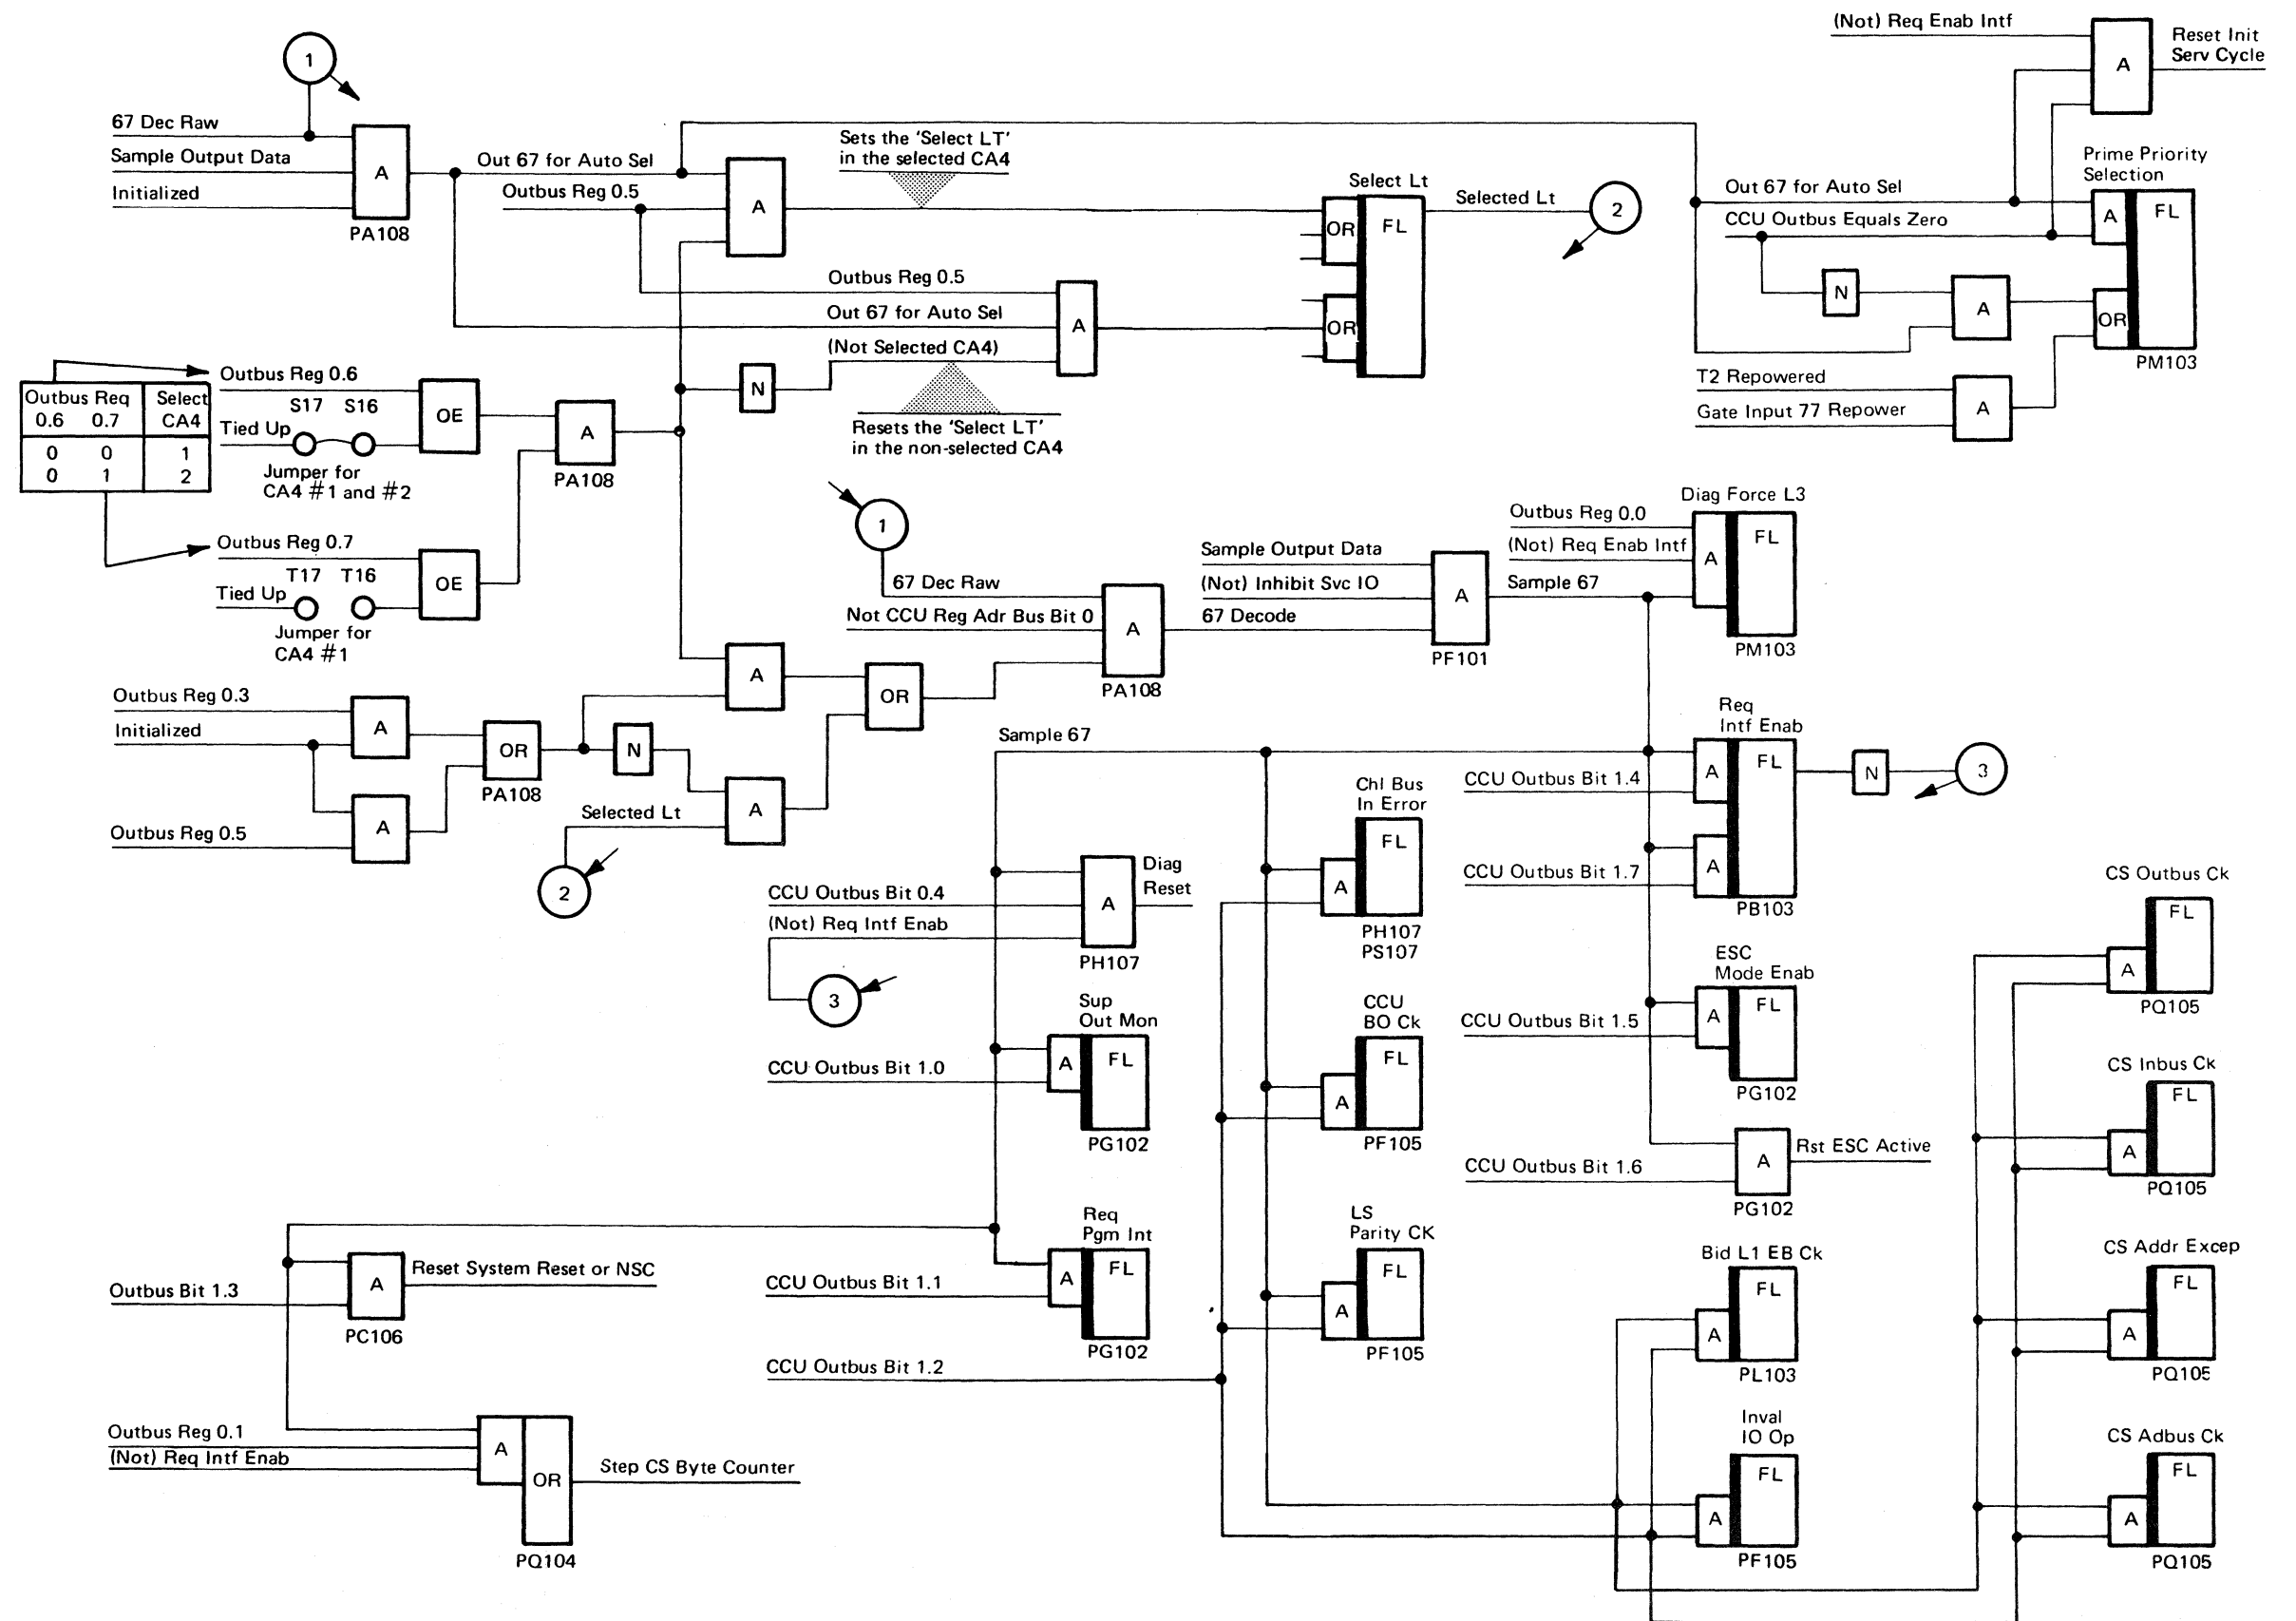 (Not) Req Enab Intf
A
Reset Init
Serv Cycle
1
67 Dec Raw
Sample Output Data
Initialized
A
PA108
Out 67 for Auto Sel
Outbus Reg 0.5
A
Sets the 'Select LT'
in the selected CA4
Select Lt
OR
FL
OR
Selected Lt
2
Prime Priority
Selection
Out 67 for Auto Sel
CCU Outbus Equals Zero
A
FL
N
A
OR
PM103
T2 Repowered
Gate Input 77 Repower
A
Outbus Reg 0.5
Out 67 for Auto Sel
(Not Selected CA4)
A
N
Resets the 'Select LT'
in the non-selected CA4
Outbus Req Select
0.6 0.7 CA4
0 0 1
0 1 2
Outbus Reg 0.6
S17 S16
Tied Up
OE
Jumper for
CA4 #1 and #2
A
PA108
Outbus Reg 0.7
T17 T16
Tied Up
OE
Jumper for
CA4 #1
1
67 Dec Raw
Not CCU Reg Adr Bus Bit 0
A
PA108
Sample Output Data
(Not) Inhibit Svc IO
67 Decode
A
PF101
Diag Force L3
Outbus Reg 0.0
(Not) Req Enab Intf
Sample 67
A
FL
PM103
Outbus Reg 0.3
Initialized
A
Outbus Reg 0.5
A
OR
PA108
N
A
OR
Selected Lt
A
2
Sample 67
Req
Intf Enab
CCU Outbus Bit 1.4
A
FL
CCU Outbus Bit 1.7
A
PB103
N
3
Chl Bus
In Error
FL
A
PH107
PS107
CCU Outbus Bit 0.4
(Not) Req Intf Enab
A
Diag
Reset
PH107
3
Sup
Out Mon
CCU Outbus Bit 1.0
A
FL
PG102
CCU
BO Ck
FL
A
PF105
ESC
Mode Enab
CCU Outbus Bit 1.5
A
FL
PG102
CCU Outbus Bit 1.6
A
Rst ESC Active
PG102
CS Outbus Ck
FL
A
PQ105
CS Inbus Ck
FL
A
PQ105
Req
Pgm Int
CCU Outbus Bit 1.1
A
FL
PG102
LS
Parity CK
FL
A
PF105
Bid L1 EB Ck
FL
A
PL103
CS Addr Excep
FL
A
PQ105
Outbus Bit 1.3
A
Reset System Reset or NSC
PC106
CCU Outbus Bit 1.2
Outbus Reg 0.1
(Not) Req Intf Enab
A
OR
Step CS Byte Counter
PQ104
Inval
IO Op
FL
A
PF105
CS Adbus Ck
FL
A
PQ105